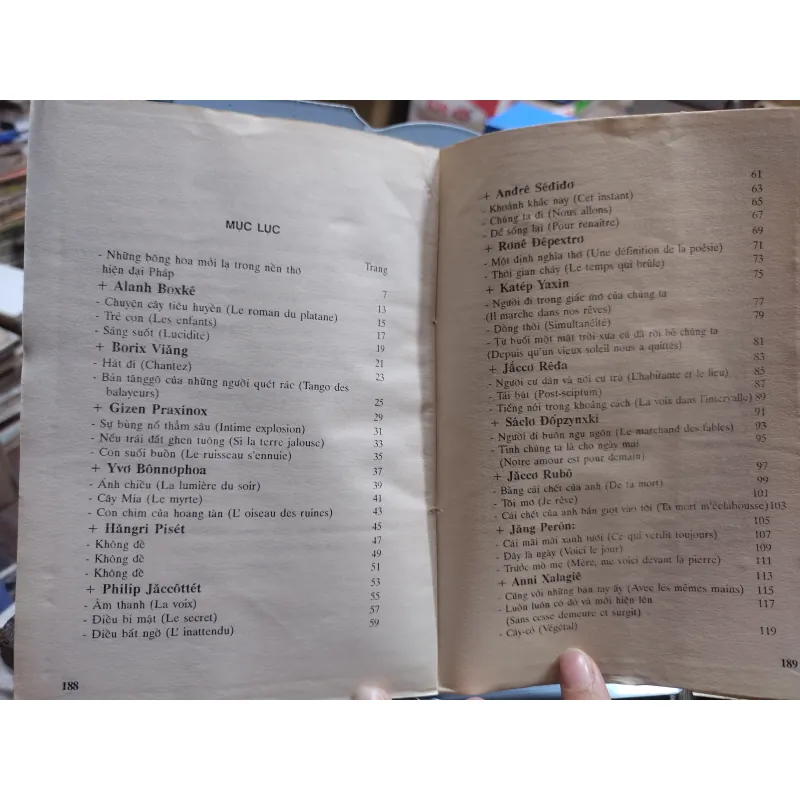 MỤC LỤC
- Những bông hoa mới lạ trong nền thơ Trang
hiện đại Pháp 7
+ Alanh Boxkê 13
- Chuyện cây tiêu huyền (Le roman du platane) 15
- Trẻ con (Les enfants) 17
- Sáng suốt (Lucidite) 19
+ Borix Viăng 21
- Hát đi (Chantez) 23
- Bản tănggô của những người quét rác (Tango des
balayeurs) 25
+ Gizen Praxinox 29
- Sự bùng nổ thầm sâu (Intime explosion) 31
- Nếu trái đất ghen tuông (Si la terre jalouse) 33
- Con suối buồn (Le ruisseau s'ennuie) 35
+ Yvơ Bônnơphoa 37
- Ánh chiều (La lumière du soir) 39
- Cây Mia (Le myrte) 41
- Con chim của hoang tàn (L' oiseau des ruines) 43
+ Hăngri Pisét 45
- Không đề 47
- Không đề 49
- Không đề 51
+ Philip Jăccôttét 53
- Âm thanh (La voix) 55
- Điều bí mật (Le secret) 57
- Điều bất ngờ (L' inattendu) 59
188
+ André Sêdidơ 61
- Khoảnh khắc này (Cet instant) 63
- Chúng ta đi (Nous allons) 65
- Để sống lại (Pour renaître) 67
+ Rơnê Đêpextrơ 69
- Một định nghĩa thơ (Une définition de la poésie) 71
- Thời gian cháy (Le temps qui brûle) 73
+ Katép Yaxin 75
- Người đi trong giấc mơ của chúng ta
(Il marche dans nos rêves) 77
- Đồng thời (Simultanéité) 79
- Từ buổi một mặt trời xưa cũ đã rời bỏ chúng ta
(Depuis qu'un vieux soleil nous a quittés) 81
+ Jăccơ Rêđa 83
- Người cư dân và nơi cư trú (L'habitante et le lieu) 85
- Tái bút (Post-sciptum) 87
- Tiếng nói trong khoảng cách (La voix dans l'intervalle) 89
+ Sáclơ Đốpzynxki 91
- Người đi buôn ngụ ngôn (Le marchand des fables) 93
- Tình chúng ta là cho ngày mai 95
(Notre amour est pour demain)
+ Jăccơ Rubô 97
- Bằng cái chết của anh (De ta mort) 99
- Tôi mơ (Je rêve) 101
- Cái chết của anh bắn giọt vào tôi (Ta mort m'éclabousse) 103
+ Jăng Perôn: 105
- Cái mãi mãi xanh tươi (Ce qui verdit toujours) 107
- Đây là ngày (Voici le jour) 109
- Trước mộ mẹ (Mère, me voici devant la pierre) 111
+ Anni Xalagiê 113
- Cũng với những bàn tay ấy (Avec les mêmes mains) 115
- Luôn luôn có đó và mới hiện lên 117
(Sans cesse demeure et surgit)
- Cây-cỏ (Végétal) 119
189